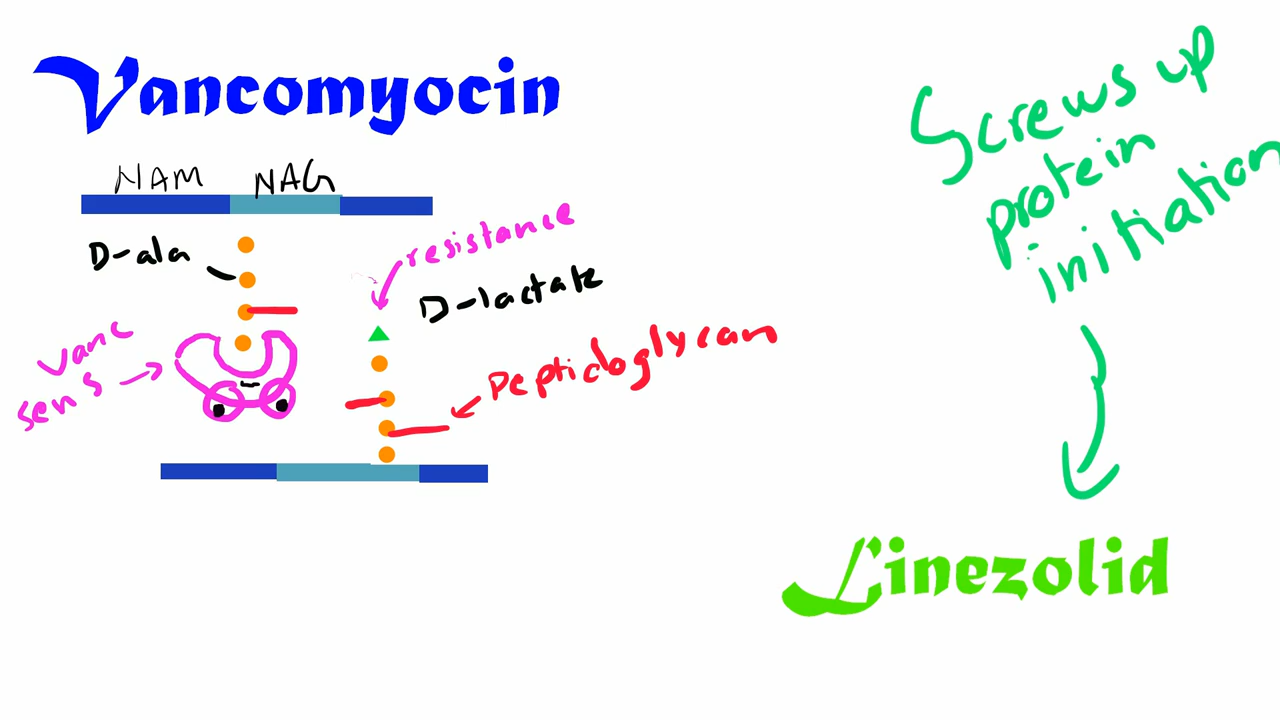 Vancomyocin
NAM NAG
D-ala
resistance
D-lactate
vanc
sens
Peptidoglycan
Screws up
protein
initiation
Linezolid